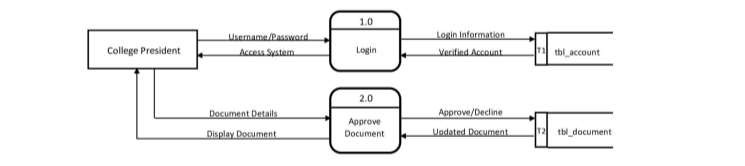 1.0
Username/Password
Login Information
College President
Login
T1
tbl_account
Access System
Verified Account
2.0
Document Details
Approve/Decline
Approve
Document
T2
tbl_document
Display Document
Updated Document